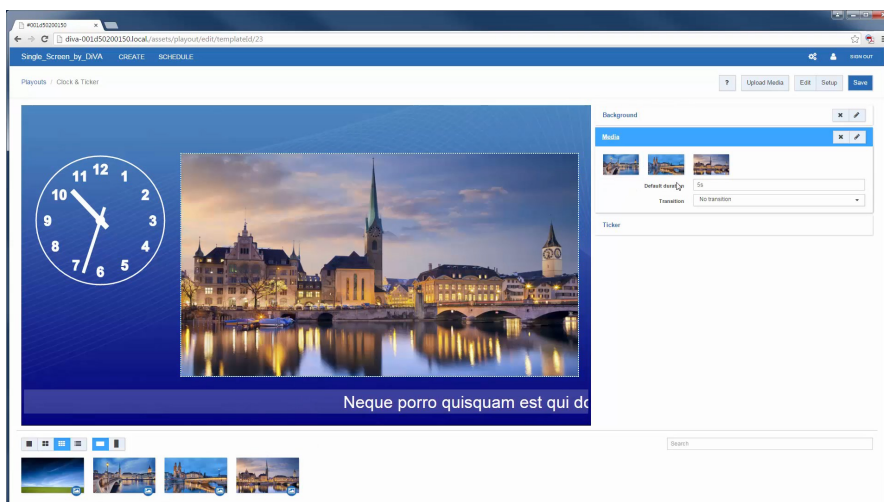 #001d50200150
diva-001d50200150.local./assets/playout/edit/templateId/23
Single_Screen_by_DiVA CREATE SCHEDULE SIGN OUT
Playouts / Clock & Ticker ? Upload Media Edit Setup Save
Background
Media
Default duration 5s
Transition No transition
Ticker
11 12 1
10 2
9 3
8 4
7 6 5
Neque porro quisquam est qui do
Search